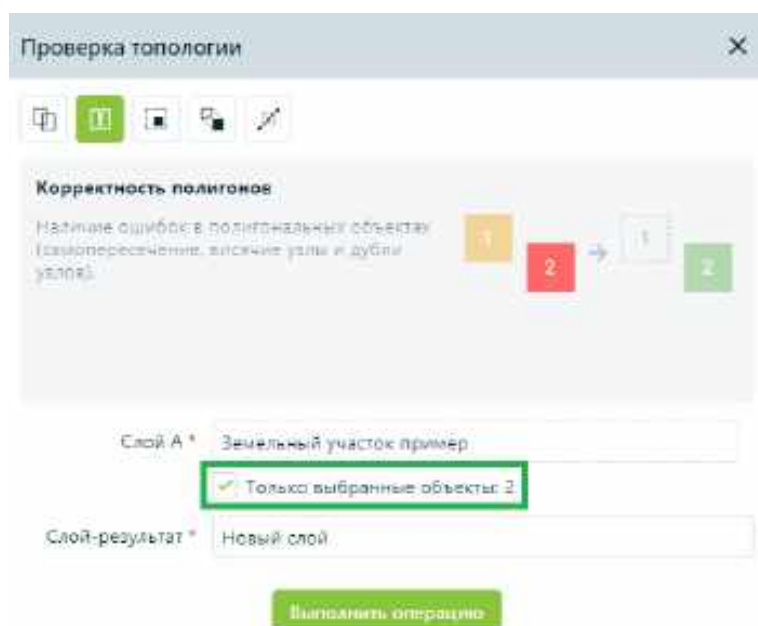 Проверка топологии
Корректность полигонов
Наличие ошибок в полигональных объектах
(самопересечение, висячие узлы и дубли
узлов).
1
2
1
2
Слой А *
Земельный участок пример
Только выбранные объекты: 2
Слой-результат *
Новый слой
Выполнить операцию